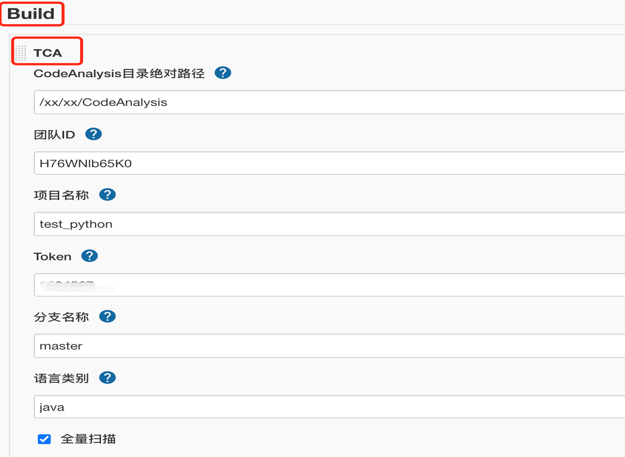 Build
TCA
CodeAnalysis目录绝对路径 ?
/xx/xx/CodeAnalysis
团队ID ?
H76WNlb65K0
项目名称 ?
test_python
Token ?
分支名称 ?
master
语言类别 ?
java
全量扫描